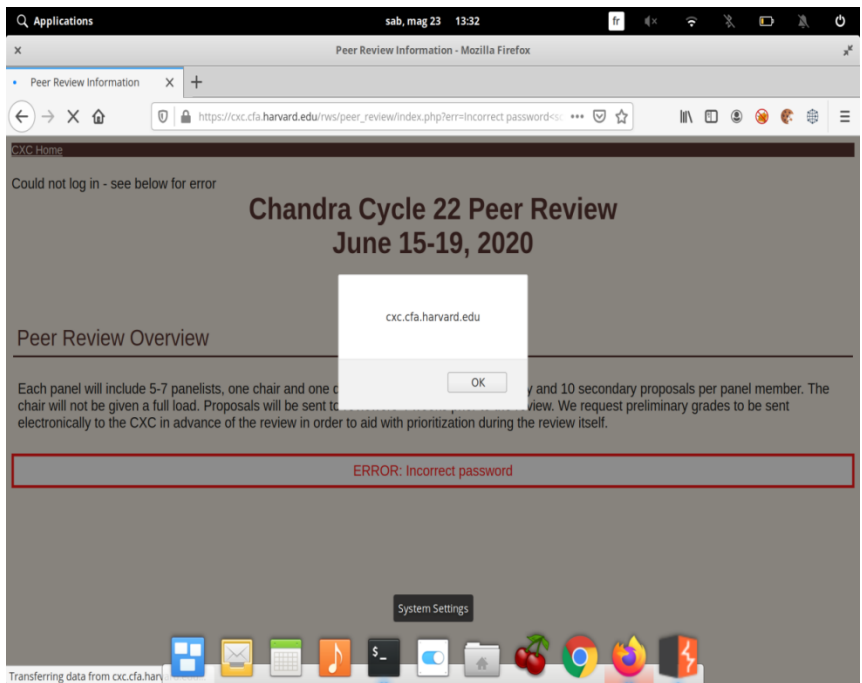 Applications
sab, mag 23 13:32
fr
Peer Review Information - Mozilla Firefox
Peer Review Information
https://cxc.cfa.harvard.edu/rws/peer_review/index.php?err=Incorrect password<sc
CXC Home
Could not log in - see below for error
Chandra Cycle 22 Peer Review
June 15-19, 2020
cxc.cfa.harvard.edu
OK
Peer Review Overview
Each panel will include 5-7 panelists, one chair and one d y and 10 secondary proposals per panel member. The
chair will not be given a full load. Proposals will be sent to view. We request preliminary grades to be sent
electronically to the CXC in advance of the review in order to aid with prioritization during the review itself.
ERROR: Incorrect password
System Settings
$_
Transferring data from cxc.cfa.harv